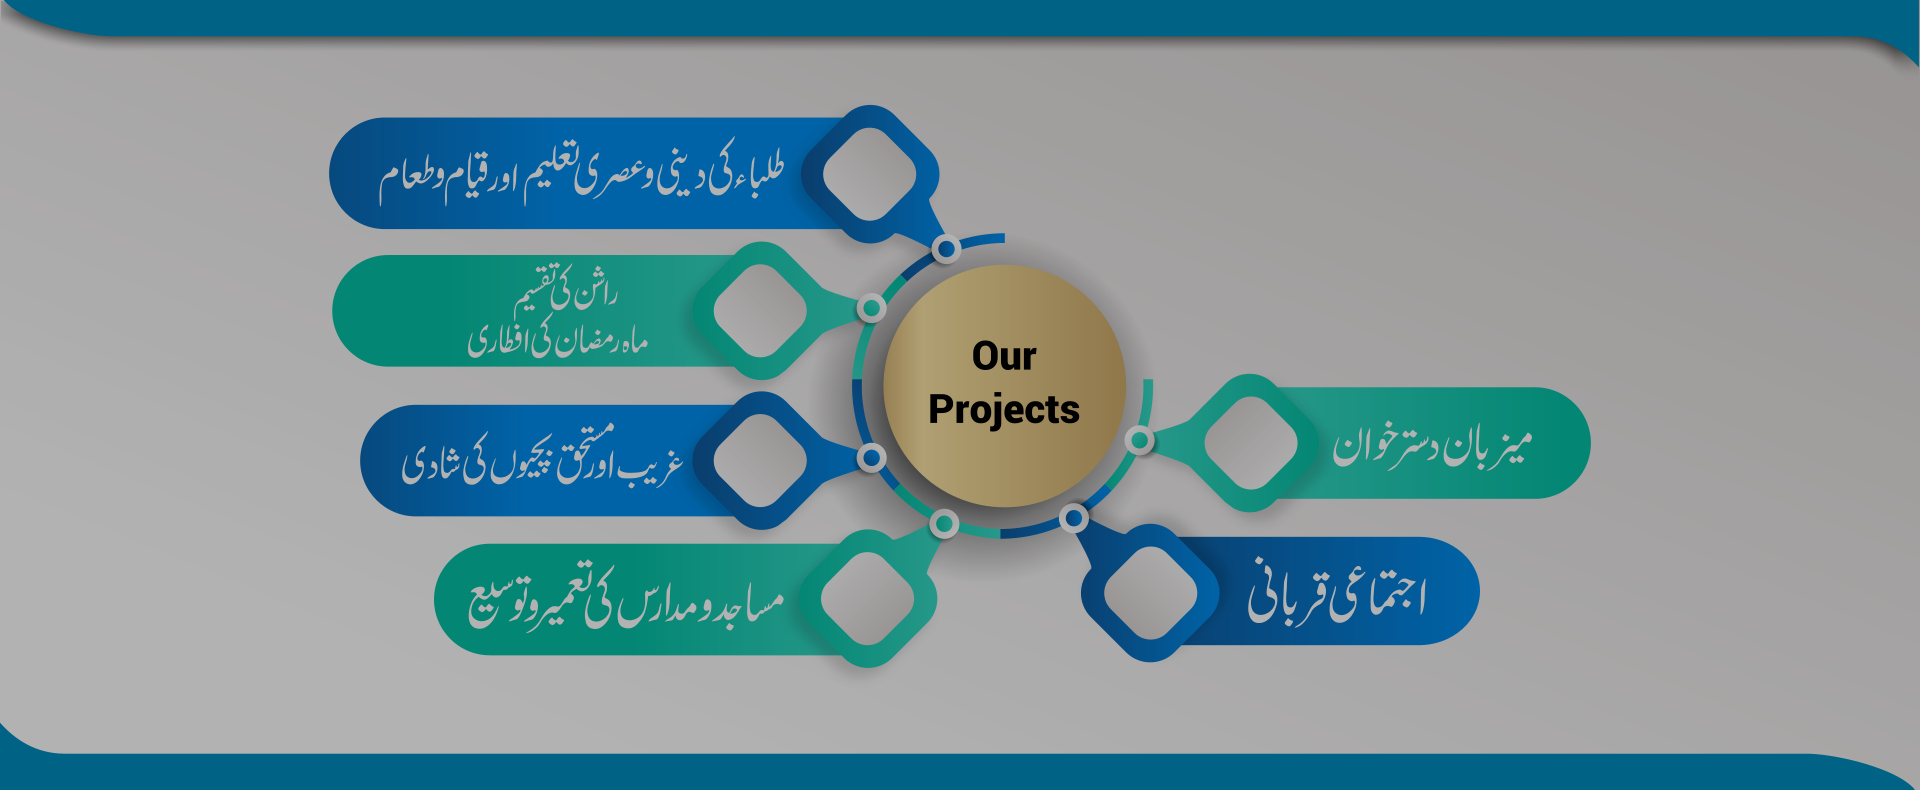 طلباء کی دینی وعصری تعلیم اور قیام وطعام
راشن کی تقسیم
ماہ رمضان کی افطاری
غریب اور مستحق بچیوں کی شادی
مساجد و مدارس کی تعمیر و توسیع
Our
Projects
میزبان دسترخوان
اجتماعی قربانی